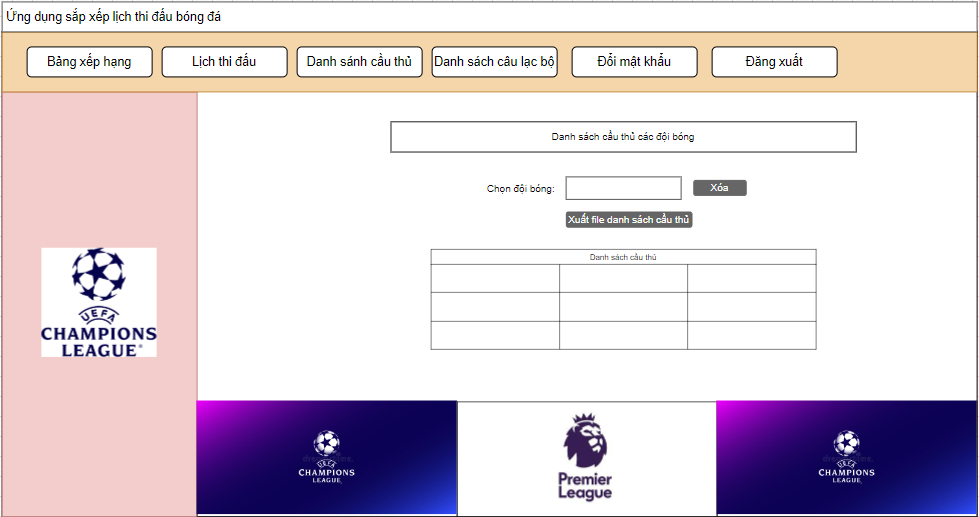 Ứng dụng sắp xếp lịch thi đấu bóng đá
Bảng xếp hạng
Lịch thi đấu
Danh sánh cầu thủ
Danh sách câu lạc bộ
Đổi mật khẩu
Đăng xuất
Danh sách cầu thủ các đội bóng
Chọn đội bóng:
Xóa
Xuất file danh sách cầu thủ
Danh sách cầu thủ
UEFA
CHAMPIONS
LEAGUE
UEFA
CHAMPIONS
LEAGUE
Premier
League
UEFA
CHAMPIONS
LEAGUE